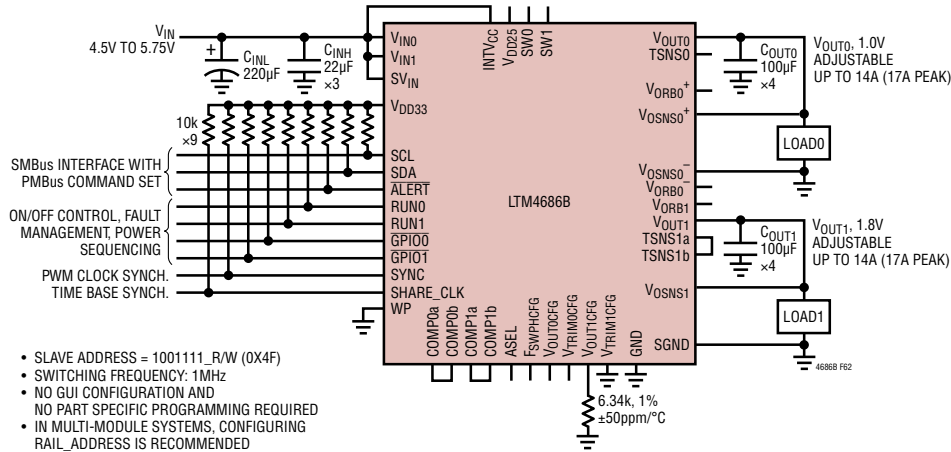 VIN
4.5V TO 5.75V
CINL
220µF
CINH
22µF
×3
VIN0
VIN1
SVIN
INTVCC
VDD25
SW0
SW1
VOUT0
TSNS0
VORB0+
VOSNS0+
COUT0
100µF
×4
VOUT0, 1.0V
ADJUSTABLE
UP TO 14A (17A PEAK)
LOAD0
VDD33
10k
×9
SMBus INTERFACE WITH
PMBus COMMAND SET
SCL
SDA
ALERT
ON/OFF CONTROL, FAULT
MANAGEMENT, POWER
SEQUENCING
RUN0
RUN1
GPIO0
GPIO1
PWM CLOCK SYNCH.
SYNC
TIME BASE SYNCH.
SHARE_CLK
WP
LTM4686B
VOSNS0–
VORB0–
VORB1
VOUT1
TSNS1a
TSNS1b
COUT1
100µF
×4
VOUT1, 1.8V
ADJUSTABLE
UP TO 14A (17A PEAK)
VOSNS1
LOAD1
SGND
COMP0a
COMP0b
COMP1a
COMP1b
ASEL
FSWPHCFG
VOUT0CFG
VTRIM0CFG
VOUT1CFG
VTRIM1CFG
GND
4686B F62
6.34k, 1%
±50ppm/°C
• SLAVE ADDRESS = 1001111_R/W (0X4F)
• SWITCHING FREQUENCY: 1MHz
• NO GUI CONFIGURATION AND
NO PART SPECIFIC PROGRAMMING REQUIRED
• IN MULTI-MODULE SYSTEMS, CONFIGURING
RAIL_ADDRESS IS RECOMMENDED